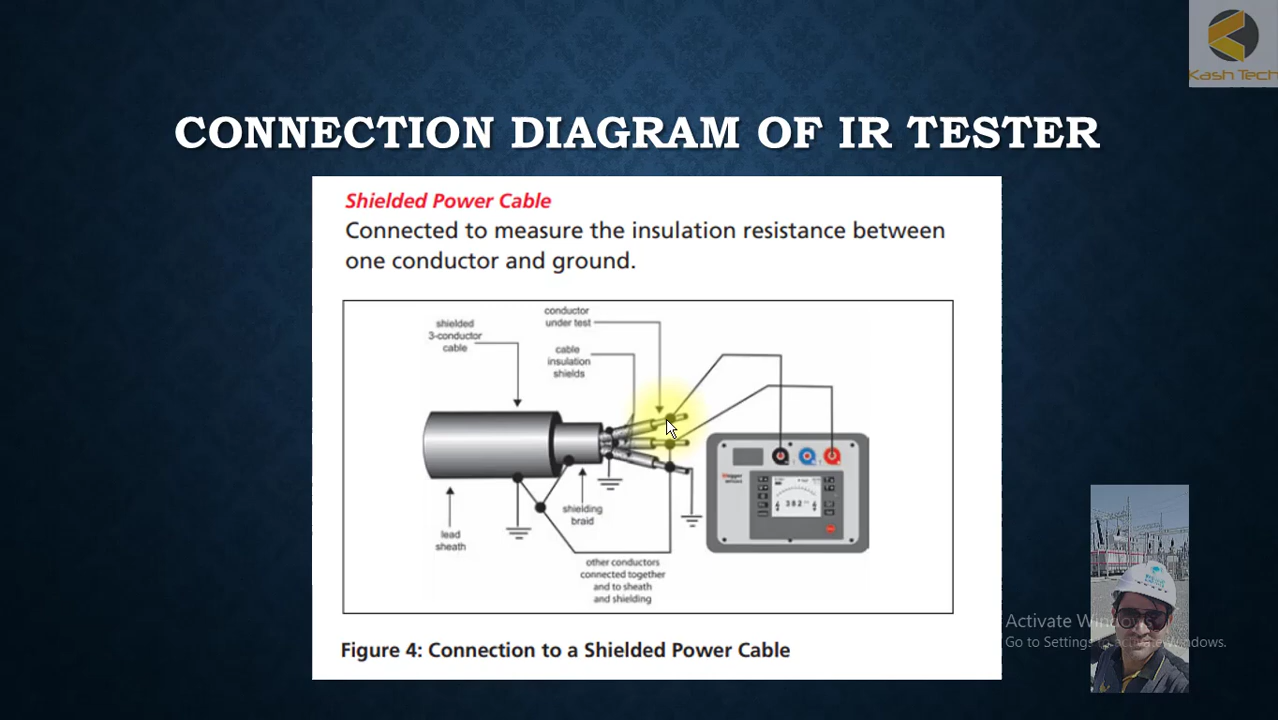 Kash Tech
CONNECTION DIAGRAM OF IR TESTER
Shielded Power Cable
Connected to measure the insulation resistance between
one conductor and ground.
shielded
3-conductor
cable
conductor
under test
cable
insulation
shields
lead
sheath
shielding
braid
other conductors
connected together
and to sheath
and shielding
382
Figure 4: Connection to a Shielded Power Cable
Activate Windows
Go to Settings to activate Windows.